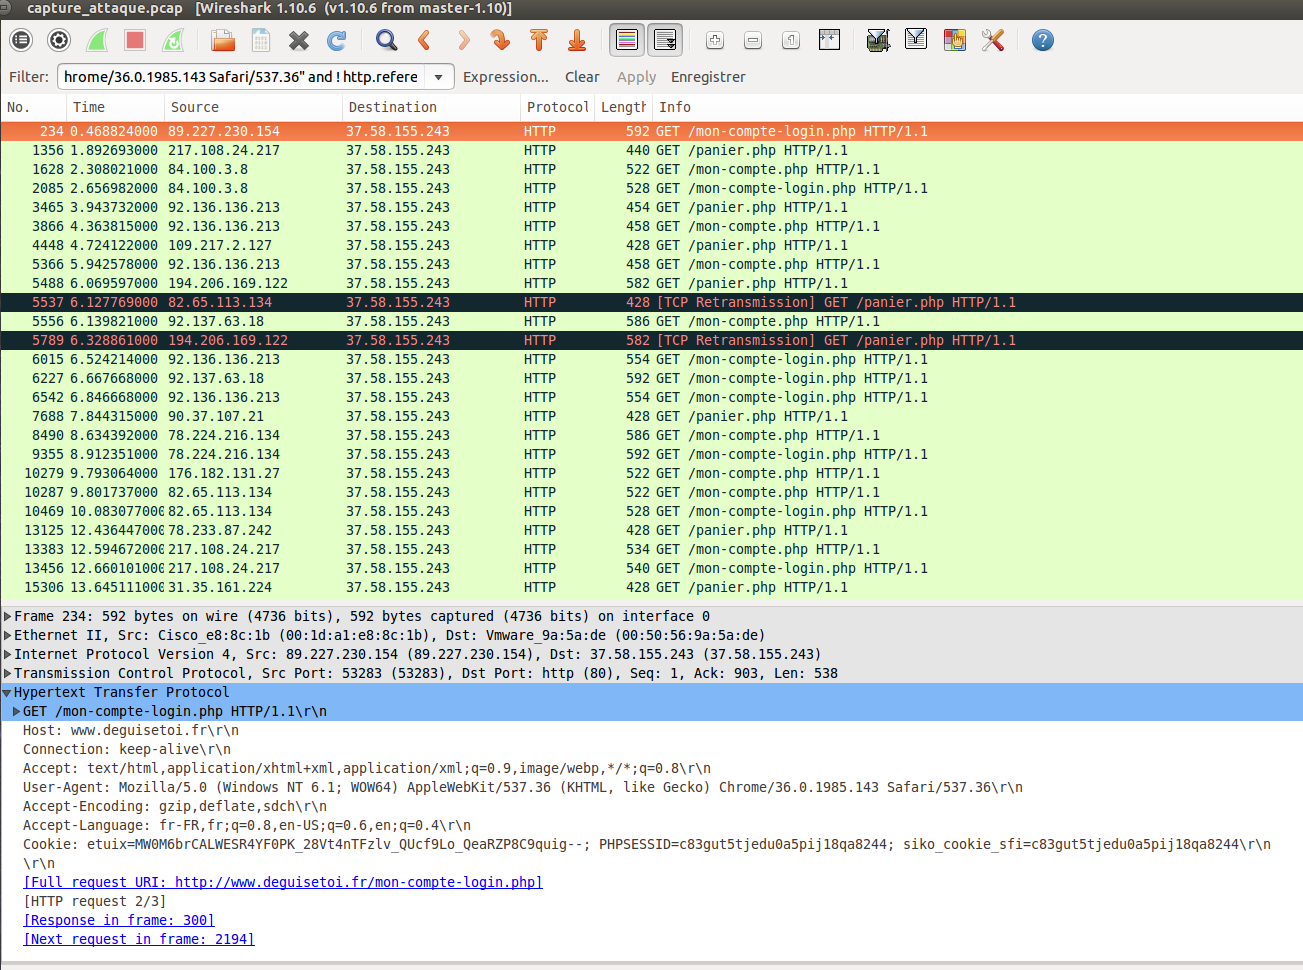 capture_attaque.pcap   [Wireshark 1.10.6  (v1.10.6 from master-1.10)]
Filter: hrome/36.0.1985.143 Safari/537.36" and ! http.refere Expression... Clear Apply Enregistrer
No. Time Source Destination Protocol Length Info
234 0.468824000 89.227.230.154 37.58.155.243 HTTP 592 GET /mon-compte-login.php HTTP/1.1
1356 1.892693000 217.108.24.217 37.58.155.243 HTTP 440 GET /panier.php HTTP/1.1
1628 2.308021000 84.100.3.8 37.58.155.243 HTTP 522 GET /mon-compte.php HTTP/1.1
2085 2.656982000 84.100.3.8 37.58.155.243 HTTP 528 GET /mon-compte-login.php HTTP/1.1
3465 3.943732000 92.136.136.213 37.58.155.243 HTTP 454 GET /panier.php HTTP/1.1
3866 4.363815000 92.136.136.213 37.58.155.243 HTTP 458 GET /mon-compte.php HTTP/1.1
4448 4.724122000 109.217.2.127 37.58.155.243 HTTP 428 GET /panier.php HTTP/1.1
5366 5.942578000 92.136.136.213 37.58.155.243 HTTP 458 GET /mon-compte.php HTTP/1.1
5488 6.069597000 194.206.169.122 37.58.155.243 HTTP 582 GET /panier.php HTTP/1.1
5537 6.127769000 82.65.113.134 37.58.155.243 HTTP 428 [TCP Retransmission] GET /panier.php HTTP/1.1
5556 6.139821000 92.137.63.18 37.58.155.243 HTTP 586 GET /mon-compte.php HTTP/1.1
5789 6.328861000 194.206.169.122 37.58.155.243 HTTP 582 [TCP Retransmission] GET /panier.php HTTP/1.1
6015 6.524214000 92.136.136.213 37.58.155.243 HTTP 554 GET /mon-compte-login.php HTTP/1.1
6227 6.667668000 92.137.63.18 37.58.155.243 HTTP 592 GET /mon-compte-login.php HTTP/1.1
6542 6.846668000 92.136.136.213 37.58.155.243 HTTP 554 GET /mon-compte-login.php HTTP/1.1
7688 7.844315000 90.37.107.21 37.58.155.243 HTTP 428 GET /panier.php HTTP/1.1
8490 8.634392000 78.224.216.134 37.58.155.243 HTTP 586 GET /mon-compte.php HTTP/1.1
9355 8.912351000 78.224.216.134 37.58.155.243 HTTP 592 GET /mon-compte-login.php HTTP/1.1
10279 9.793064000 176.182.131.27 37.58.155.243 HTTP 522 GET /mon-compte.php HTTP/1.1
10287 9.801737000 82.65.113.134 37.58.155.243 HTTP 522 GET /mon-compte.php HTTP/1.1
10469 10.083077000 82.65.113.134 37.58.155.243 HTTP 528 GET /mon-compte-login.php HTTP/1.1
13125 12.436447000 78.233.87.242 37.58.155.243 HTTP 428 GET /panier.php HTTP/1.1
13383 12.594672000 217.108.24.217 37.58.155.243 HTTP 534 GET /mon-compte.php HTTP/1.1
13456 12.660101000 217.108.24.217 37.58.155.243 HTTP 540 GET /mon-compte-login.php HTTP/1.1
15306 13.645111000 31.35.161.224 37.58.155.243 HTTP 428 GET /panier.php HTTP/1.1
Frame 234: 592 bytes on wire (4736 bits), 592 bytes captured (4736 bits) on interface 0
Ethernet II, Src: Cisco_e8:8c:1b (00:1d:a1:e8:8c:1b), Dst: Vmware_9a:5a:de (00:50:56:9a:5a:de)
Internet Protocol Version 4, Src: 89.227.230.154 (89.227.230.154), Dst: 37.58.155.243 (37.58.155.243)
Transmission Control Protocol, Src Port: 53283 (53283), Dst Port: http (80), Seq: 1, Ack: 903, Len: 538
Hypertext Transfer Protocol
GET /mon-compte-login.php HTTP/1.1\r\n
Host: www.deguisetoi.fr\r\n
Connection: keep-alive\r\n
Accept: text/html,application/xhtml+xml,application/xml;q=0.9,image/webp,*/*;q=0.8\r\n
User-Agent: Mozilla/5.0 (Windows NT 6.1; WOW64) AppleWebKit/537.36 (KHTML, like Gecko) Chrome/36.0.1985.143 Safari/537.36\r\n
Accept-Encoding: gzip,deflate,sdch\r\n
Accept-Language: fr-FR,fr;q=0.8,en-US;q=0.6,en;q=0.4\r\n
Cookie: etuix=MW0M6brCALWESR4YF0PK_28Vt4nTFzlv_QUcf9Lo_QeaRZP8C9quig--; PHPSESSID=c83gut5tjedu0a5pij18qa8244; siko_cookie_sfi=c83gut5tjedu0a5pij18qa8244\r\n
\r\n
[Full request URI: http://www.deguisetoi.fr/mon-compte-login.php]
[HTTP request 2/3]
[Response in frame: 300]
[Next request in frame: 2194]